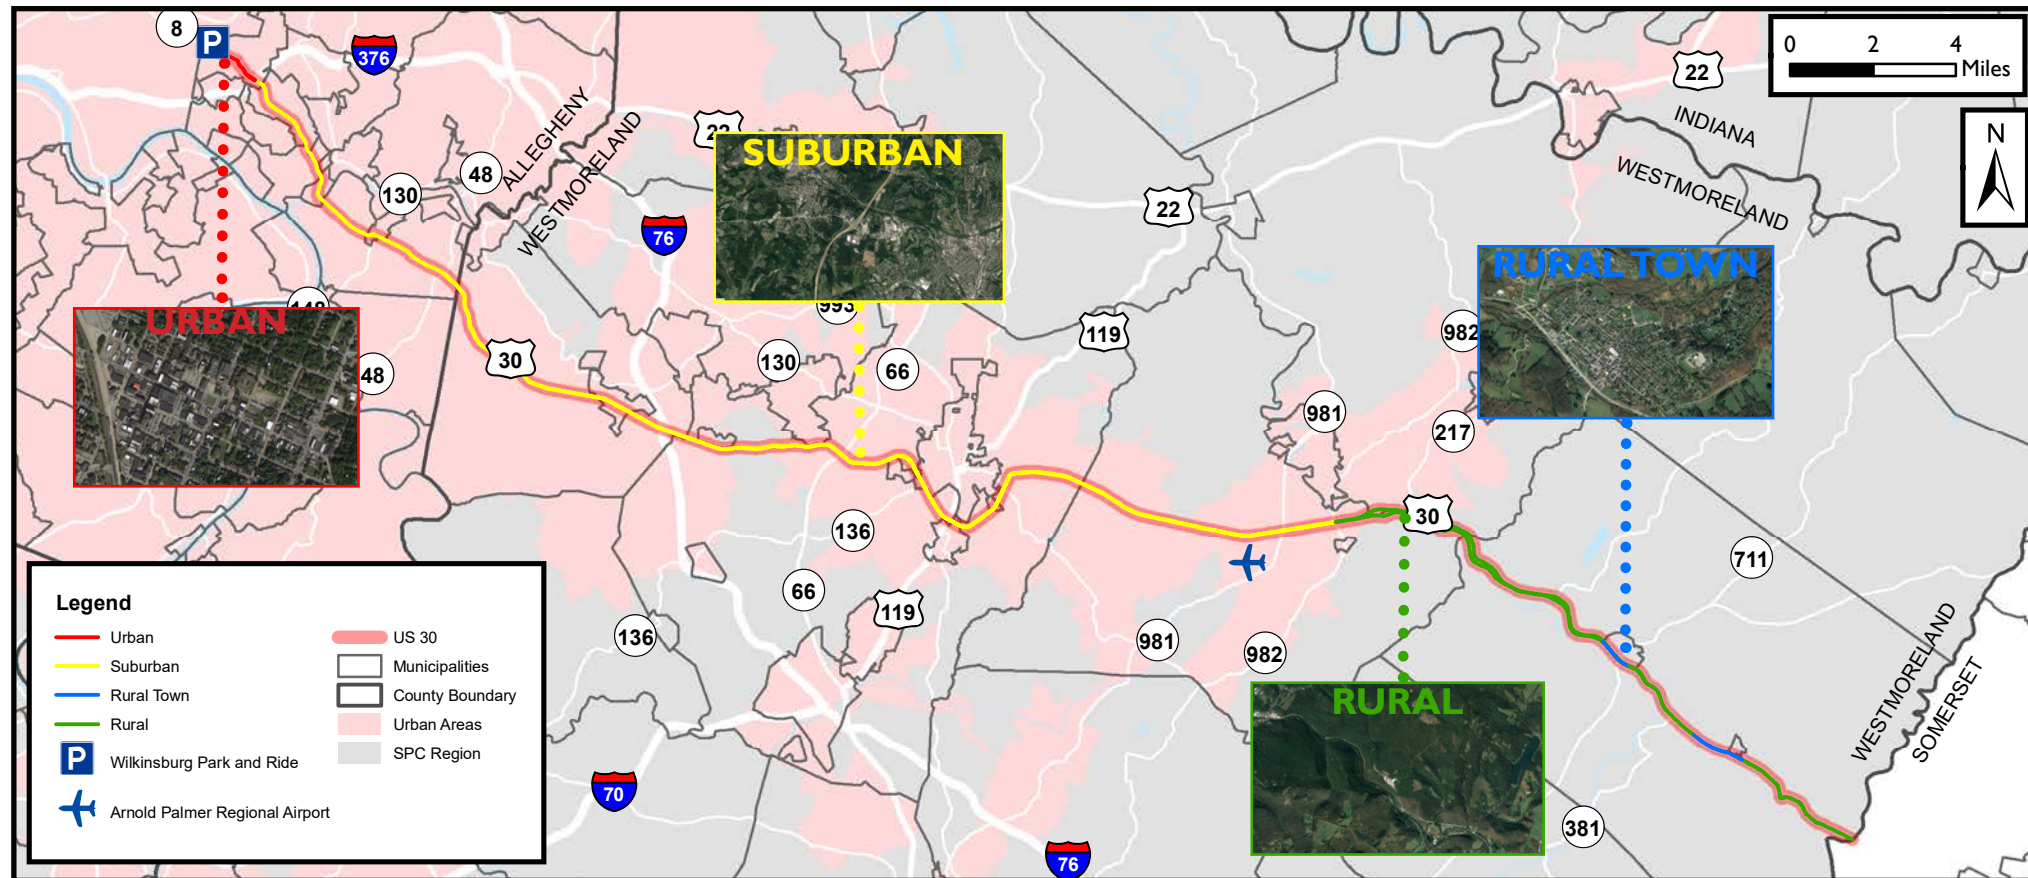 8
P
376
22
0 2 4
Miles
INDIANA
WESTMORELAND
N
ALLEGHENY
WESTMORELAND
22
SUBURBAN
130
48
76
22
RURAL TOWN
148
URBAN
993
119
982
30
48
130
66
981
217
136
30
711
66
119
136
981
982
RURAL
WESTMORELAND
SOMERSET
70
76
381
Legend
Urban
Suburban
Rural Town
Rural
P Wilkinsburg Park and Ride
Arnold Palmer Regional Airport
US 30
Municipalities
County Boundary
Urban Areas
SPC Region